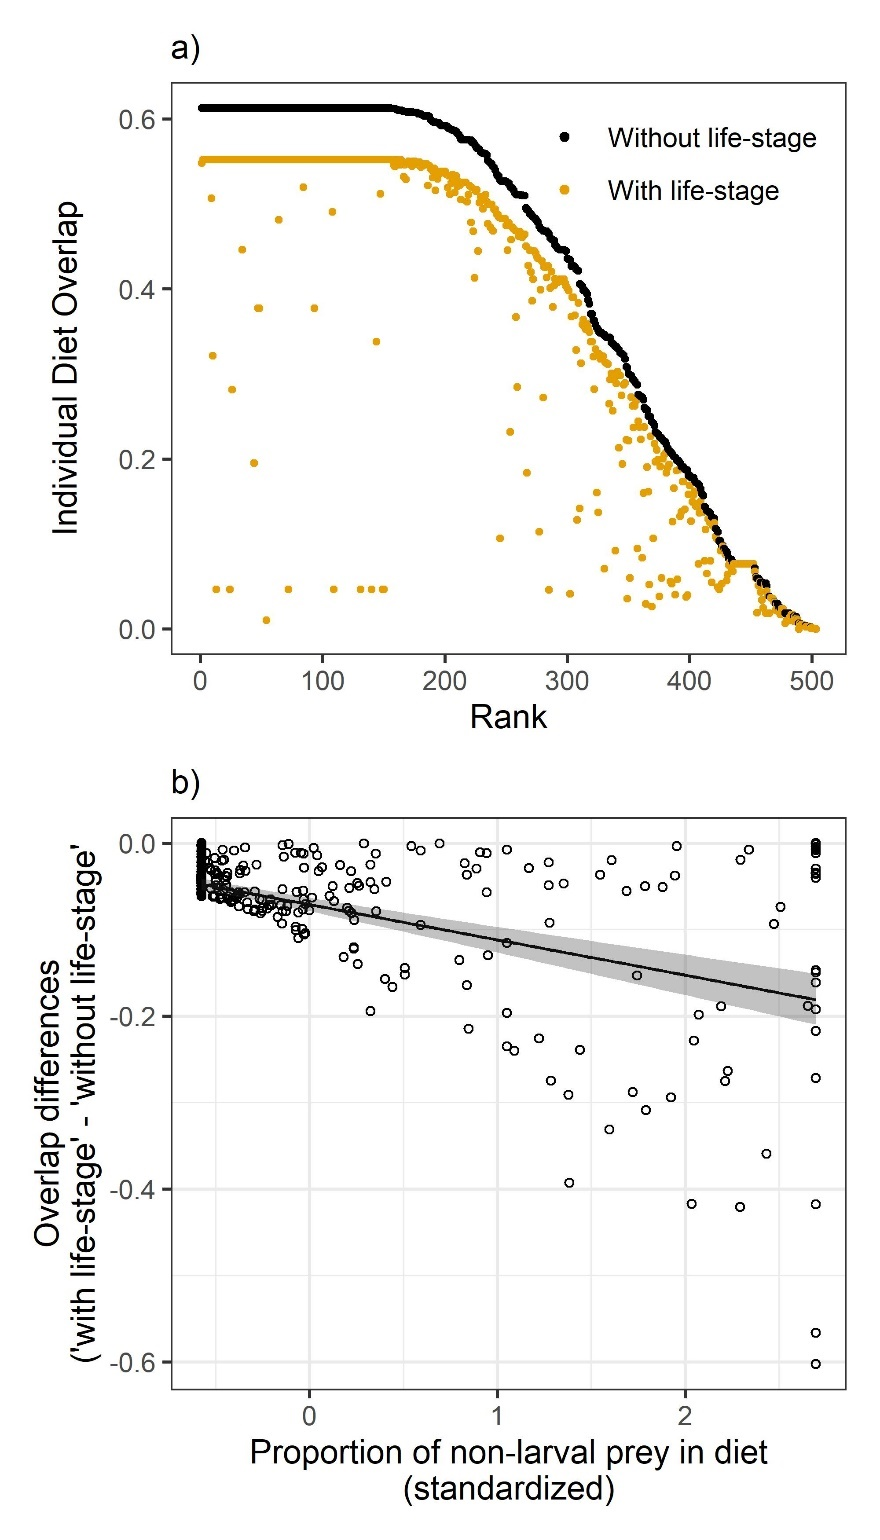 a)
Individual Diet Overlap
0.6
0.4
0.2
0.0
Without life-stage
With life-stage
0 100 200 300 400 500
Rank
b)
Overlap differences
('with life-stage' - 'without life-stage'
0.0
-0.2
-0.4
-0.6
0 1 2
Proportion of non-larval prey in diet
(standardized)